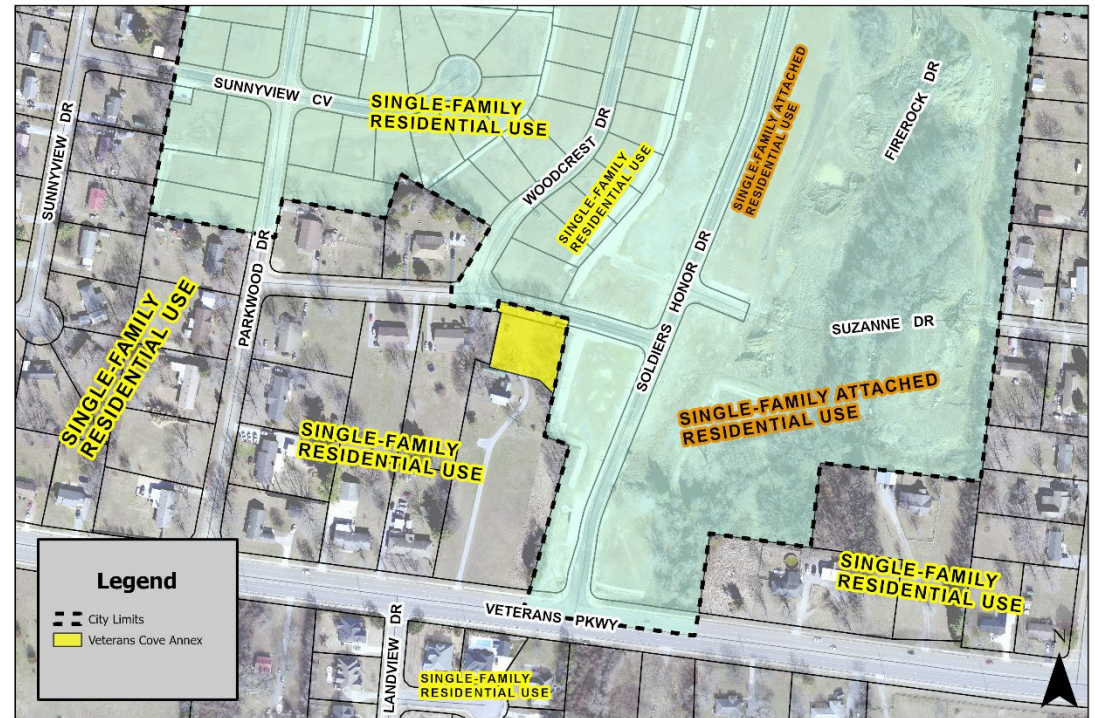 SUNNYVIEW DR
SUNNYVIEW CV
SINGLE-FAMILY
RESIDENTIAL USE
WOODCREST DR
SINGLE-FAMILY
RESIDENTIAL USE
SINGLE-FAMILY ATTACHED
RESIDENTIAL USE
FIREROCK DR
PARKWOOD DR
SOLDIERS HONOR DR
SUZANNE DR
SINGLE-FAMILY
RESIDENTIAL USE
SINGLE-FAMILY
RESIDENTIAL USE
SINGLE-FAMILY ATTACHED
RESIDENTIAL USE
SINGLE-FAMILY
RESIDENTIAL USE
VETERANS PKWY
LANDVIEW DR
SINGLE-FAMILY
RESIDENTIAL USE
Legend
City Limits
Veterans Cove Annex
N